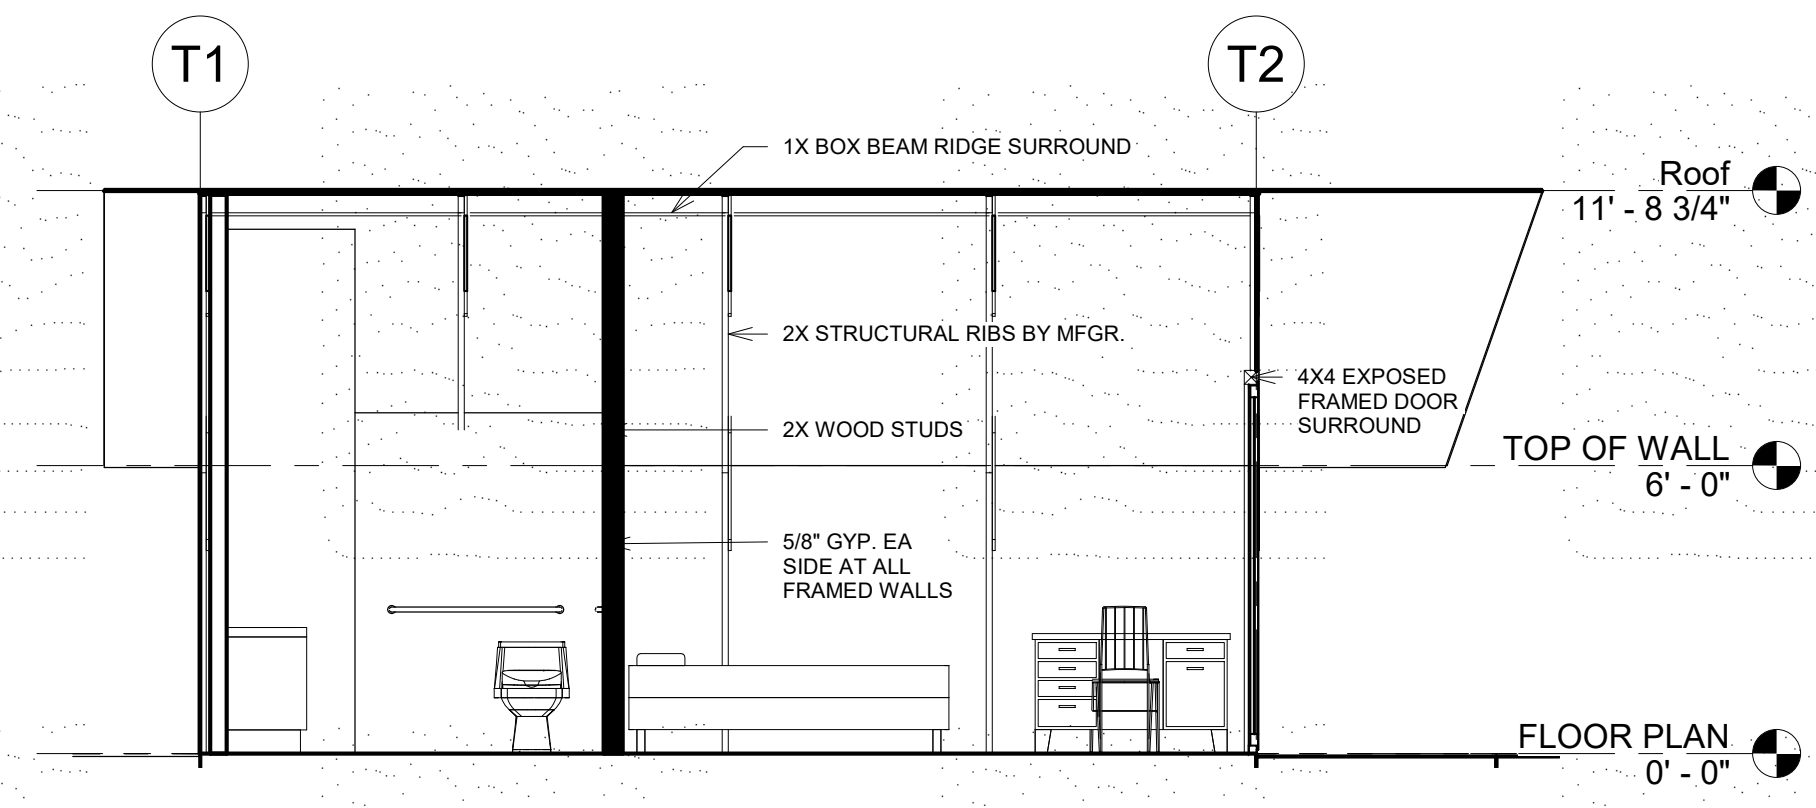 T1
T2
1X BOX BEAM RIDGE SURROUND
Roof
11' - 8 3/4"
2X STRUCTURAL RIBS BY MFGR.
4X4 EXPOSED
FRAMED DOOR
SURROUND
2X WOOD STUDS
TOP OF WALL
6' - 0"
5/8" GYP. EA
SIDE AT ALL
FRAMED WALLS
FLOOR PLAN
0' - 0"